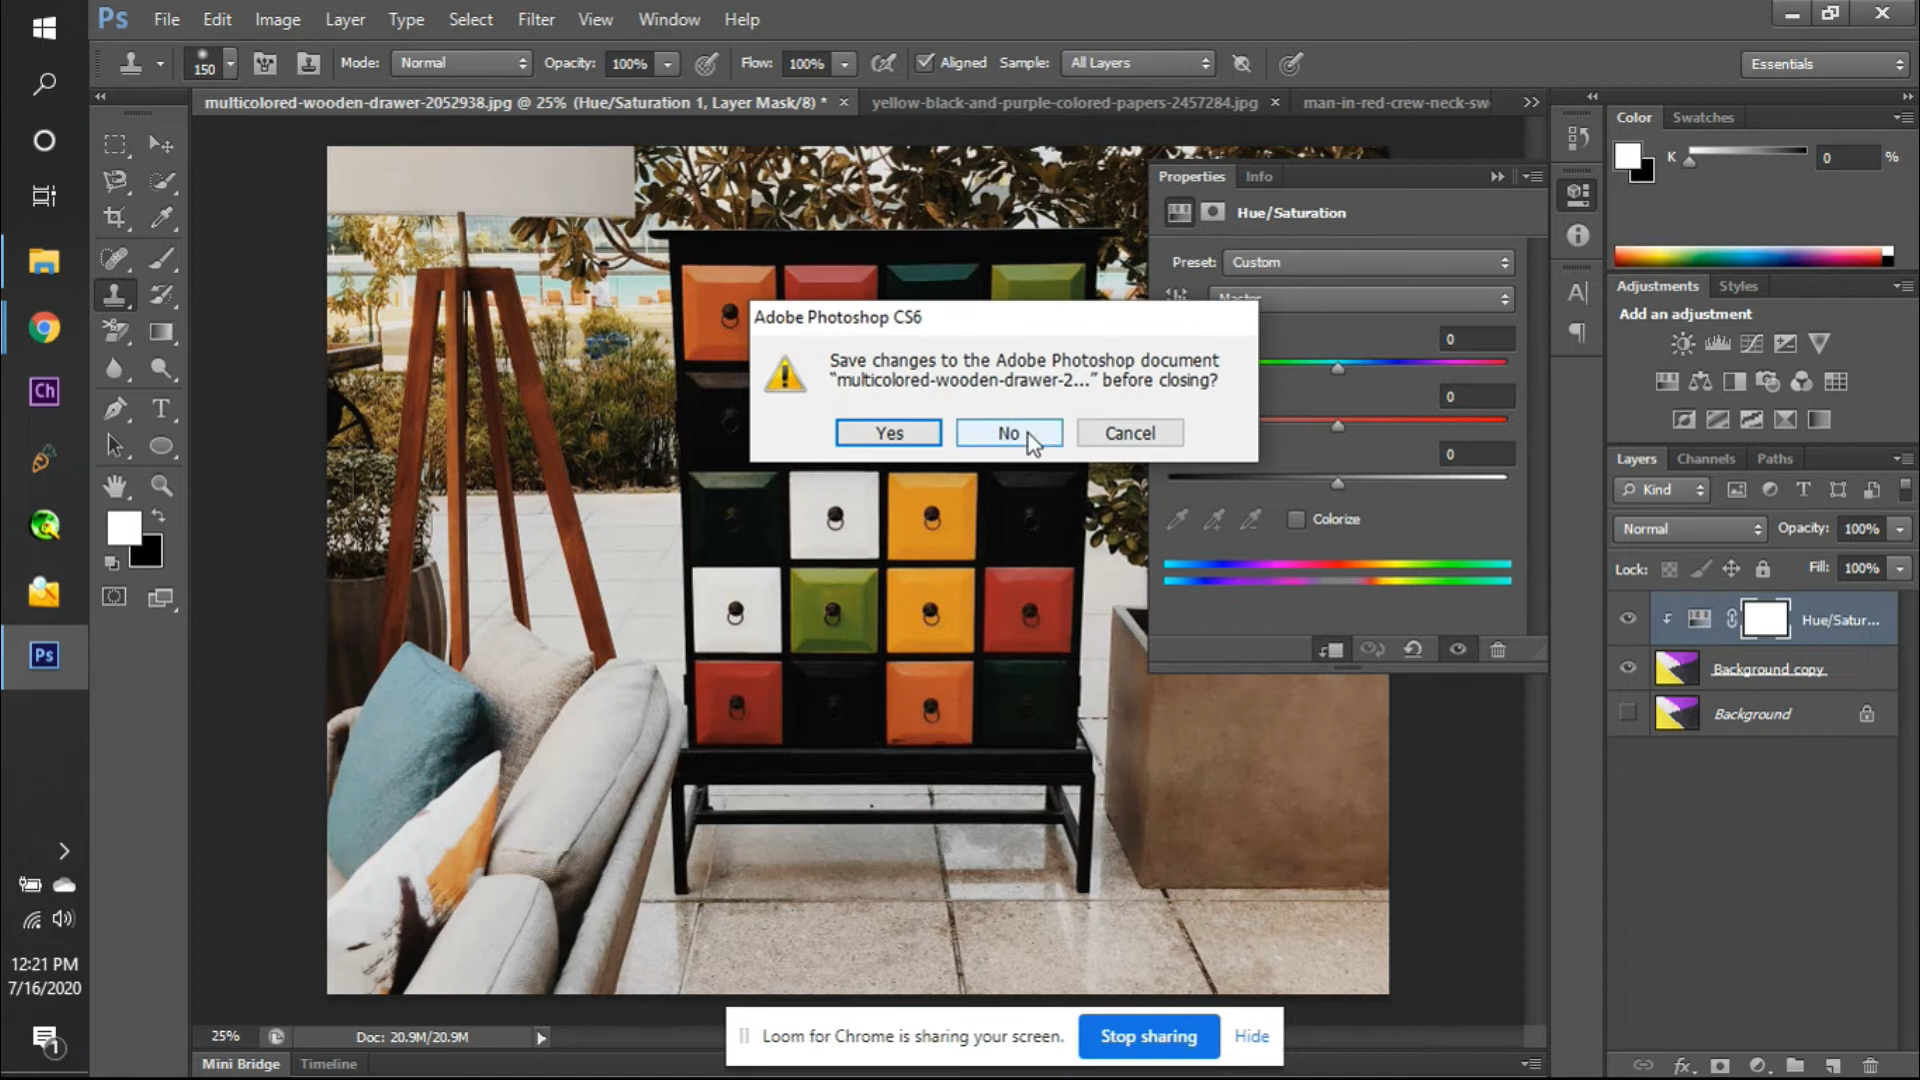 Ps File Edit Image Layer Type Select Filter View Window Help
150 Mode: Normal Opacity: 100% Flow: 100% Aligned Sample: All Layers Essentials
multicolored-wooden-drawer-2052938.jpg @ 25% (Hue/Saturation 1, Layer Mask/8) * × yellow-black-and-purple-colored-papers-2457284.jpg × man-in-red-crew-neck-sw
Color Swatches
K 0 %
Properties Info
Hue/Saturation
Preset: Custom
Master
0
0
0
Colorize
Adobe Photoshop CS6
Save changes to the Adobe Photoshop document
“multicolored-wooden-drawer-2...” before closing?
Yes No Cancel
Adjustments Styles
Add an adjustment
Layers Channels Paths
Kind
Normal Opacity: 100%
Lock: Fill: 100%
Hue/Satur...
Background copy
Background
Ch
Ps
12:21 PM
7/16/2020
1
25% Doc: 20.9M/20.9M
Loom for Chrome is sharing your screen. Stop sharing Hide
Mini Bridge Timeline